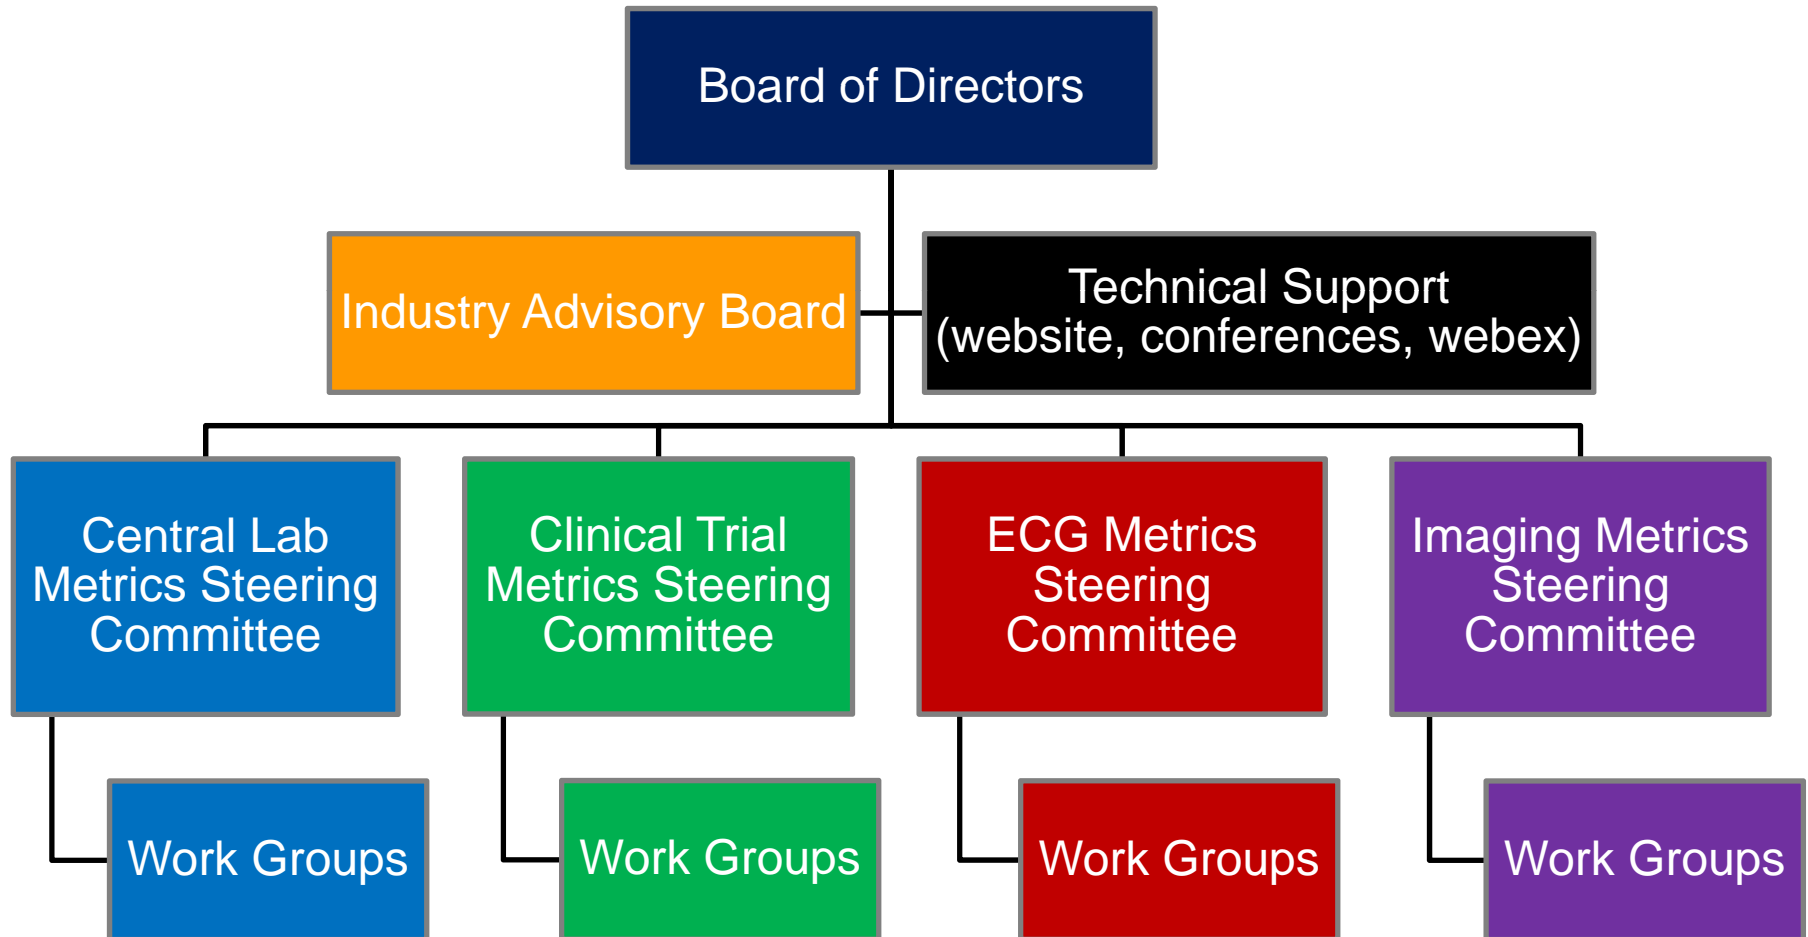 Board of Directors
Industry Advisory Board
Technical Support
(website, conferences, webex)
Central Lab
Metrics Steering
Committee
Clinical Trial
Metrics Steering
Committee
ECG Metrics
Steering
Committee
Imaging Metrics
Steering
Committee
Work Groups
Work Groups
Work Groups
Work Groups